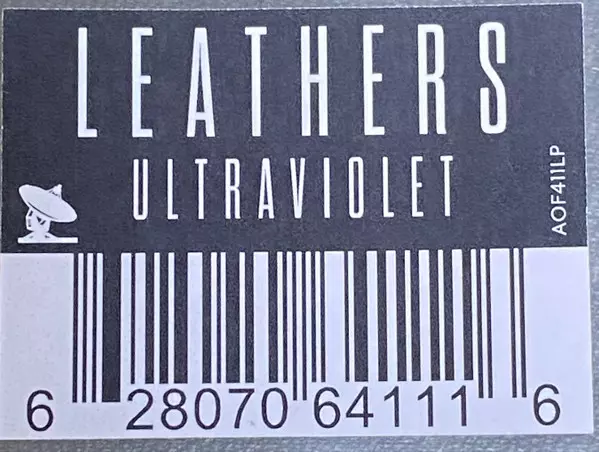 LEATHERS
ULTRAVIOLET
AOF411LP
6 28070 64111 6